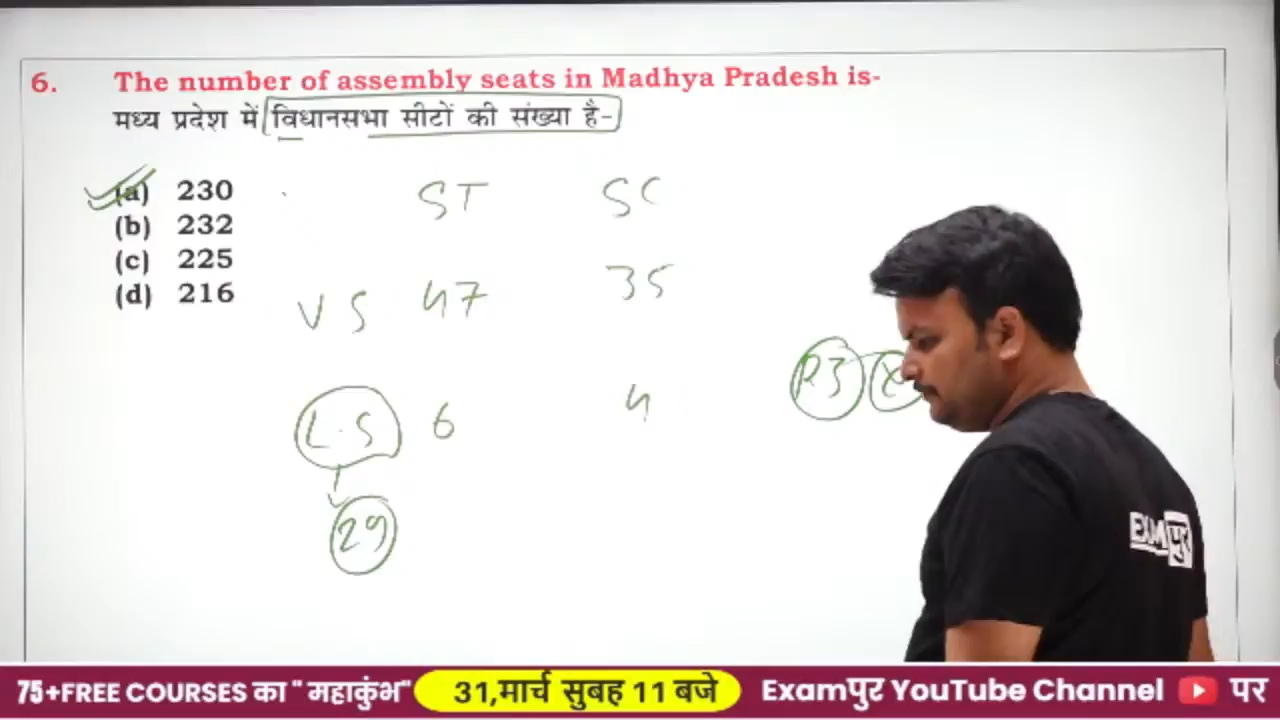 6. The number of assembly seats in Madhya Pradesh is-
मध्य प्रदेश में विधानसभा सीटों की संख्या है-
(a) 230
(b) 232
(c) 225
(d) 216
ST SC
VS 47 35
L.S 6 4
29
EXAMपुर
75+FREE COURSES का " महाकुंभ" 31,मार्च सुबह 11 बजे Examपुर YouTube Channel पर